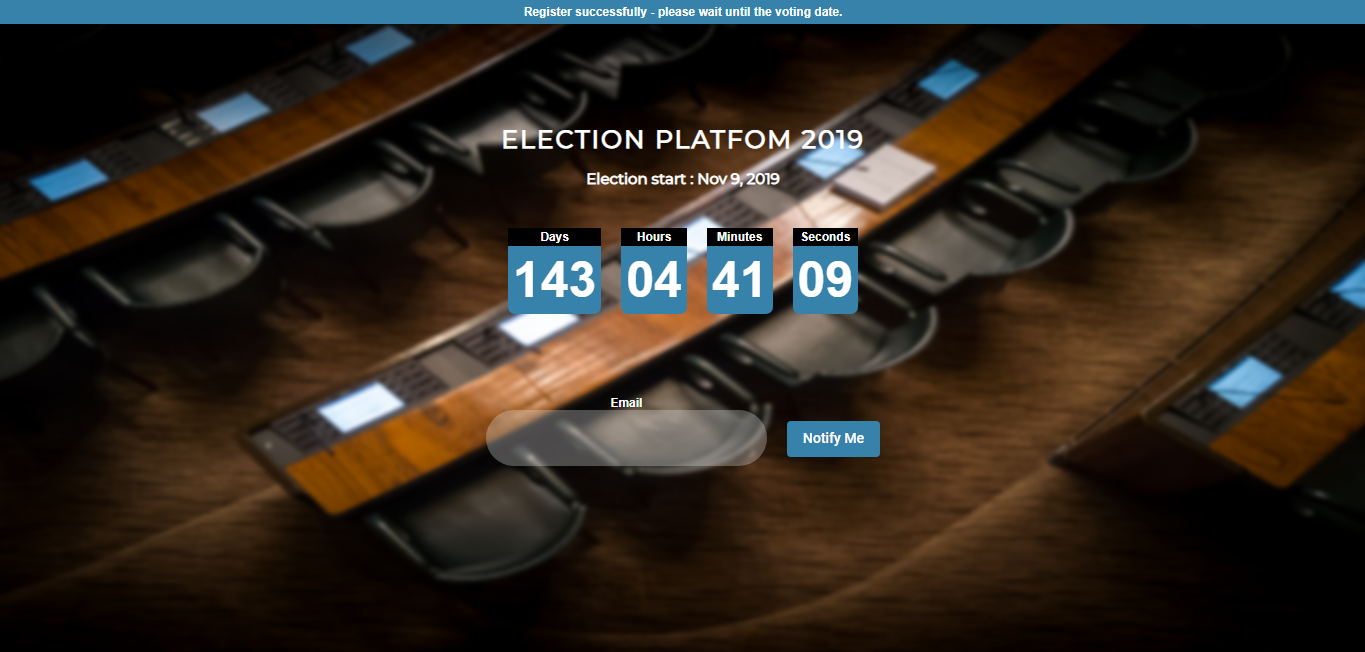 Register successfully - please wait until the voting date.
ELECTION PLATFOM 2019
Election start : Nov 9, 2019
Days Hours Minutes Seconds
143 04 41 09
Email
Notify Me